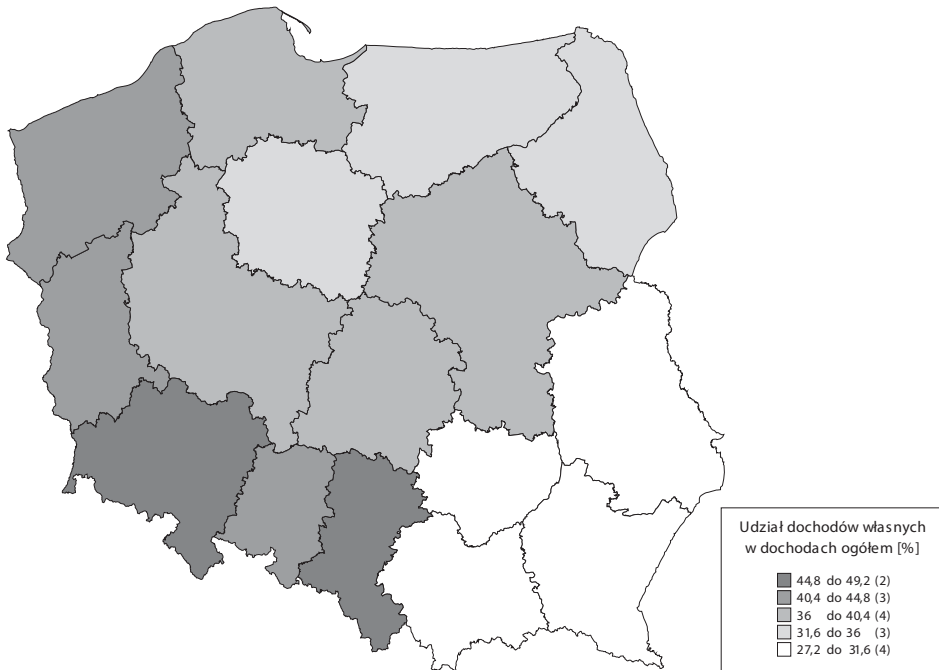 Udział dochodów własnych
w dochodach ogółem [%]
44,8 do 49,2 (2)
40,4 do 44,8 (3)
36 do 40,4 (4)
31,6 do 36 (3)
27,2 do 31,6 (4)